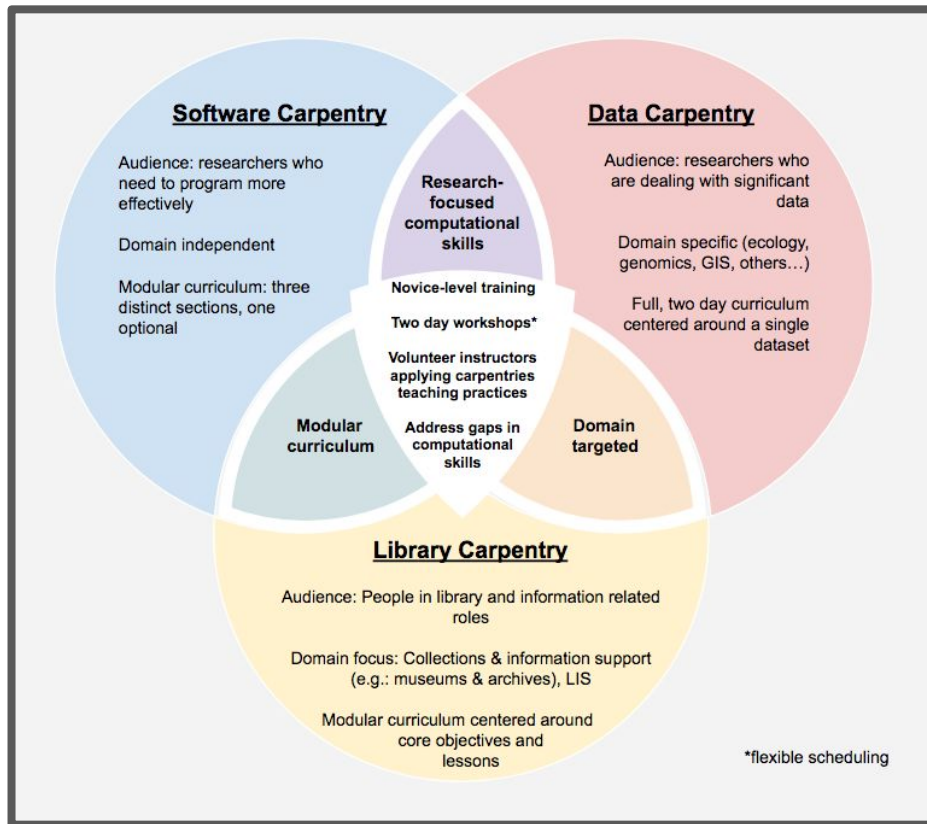 Software Carpentry
Audience: researchers who
need to program more
effectively
Domain independent
Modular curriculum: three
distinct sections, one
optional
Data Carpentry
Audience: researchers who
are dealing with significant
data
Domain specific (ecology,
genomics, GIS, others…)
Full, two day curriculum
centered around a single
dataset
Research-
focused
computational
skills
Novice-level training
Two day workshops*
Volunteer instructors
applying carpentries
teaching practices
Address gaps in
computational
skills
Modular
curriculum
Domain
targeted
Library Carpentry
Audience: People in library and information related
roles
Domain focus: Collections & information support
(e.g.: museums & archives), LIS
Modular curriculum centered around
core objectives and
lessons
*flexible scheduling